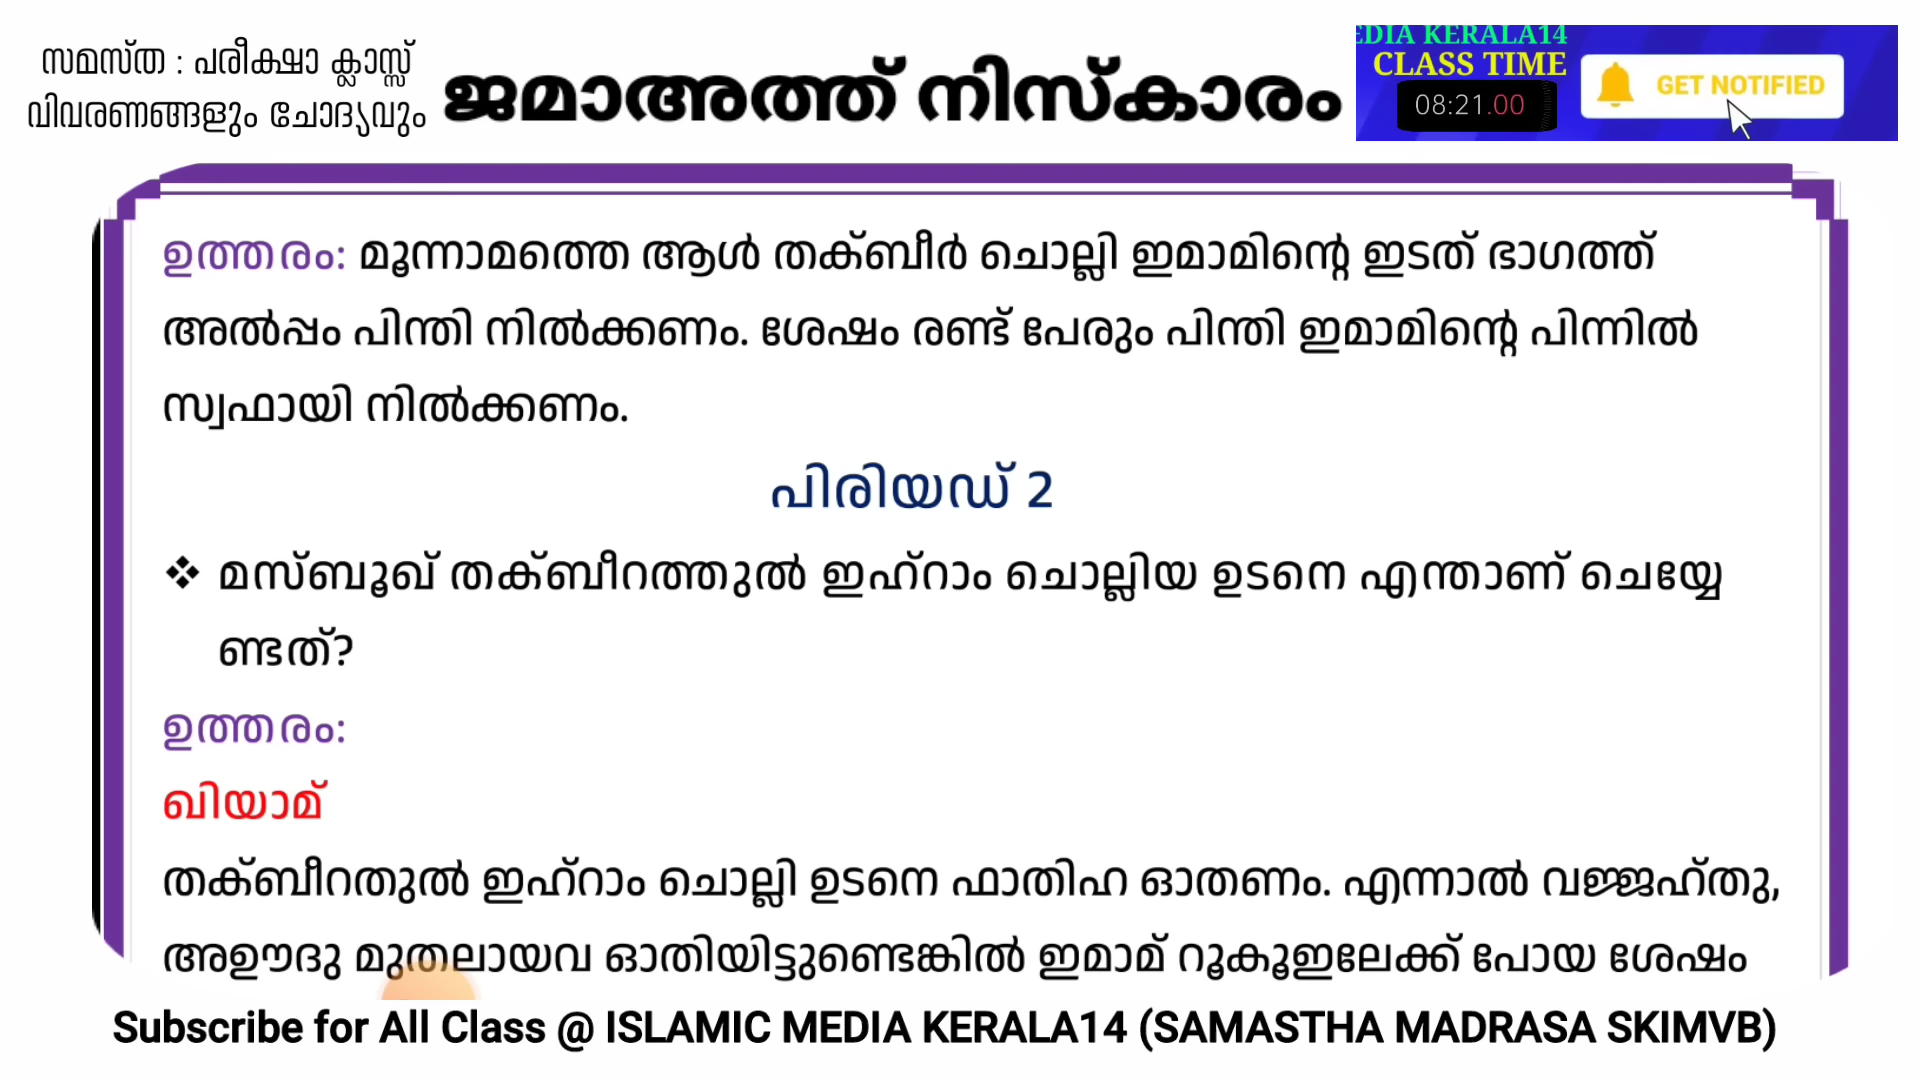 സമസ്ത : പരീക്ഷാ ക്ലാസ്സ്
വിവരണങ്ങളും ചോദ്യവും
ജമാഅത്ത് നിസ്കാരം
EDIA KERALA14
CLASS TIME
08:21.00
GET NOTIFIED
ഉത്തരം: മൂന്നാമത്തെ ആൾ തക്ബീർ ചൊല്ലി ഇമാമിന്റെ ഇടത് ഭാഗത്ത്
അൽപ്പം പിന്തി നിൽക്കണം. ശേഷം രണ്ട് പേരും പിന്തി ഇമാമിന്റെ പിന്നിൽ
സ്വഫായി നിൽക്കണം.
പിരിയഡ് 2
❖ മസ്ബൂഖ് തക്ബീറത്തുൽ ഇഹ്റാം ചൊല്ലിയ ഉടനെ എന്താണ് ചെയ്യേ
ണ്ടത്?
ഉത്തരം:
ഖിയാമ്
തക്ബീറതുൽ ഇഹ്റാം ചൊല്ലി ഉടനെ ഫാതിഹ ഓതണം. എന്നാൽ വജ്ജഹ്തു,
അഊദു മുതലായവ ഓതിയിട്ടുണ്ടെങ്കിൽ ഇമാമ് റൂകൂഇലേക്ക് പോയ ശേഷം
Subscribe for All Class @ ISLAMIC MEDIA KERALA14 (SAMASTHA MADRASA SKIMVB)